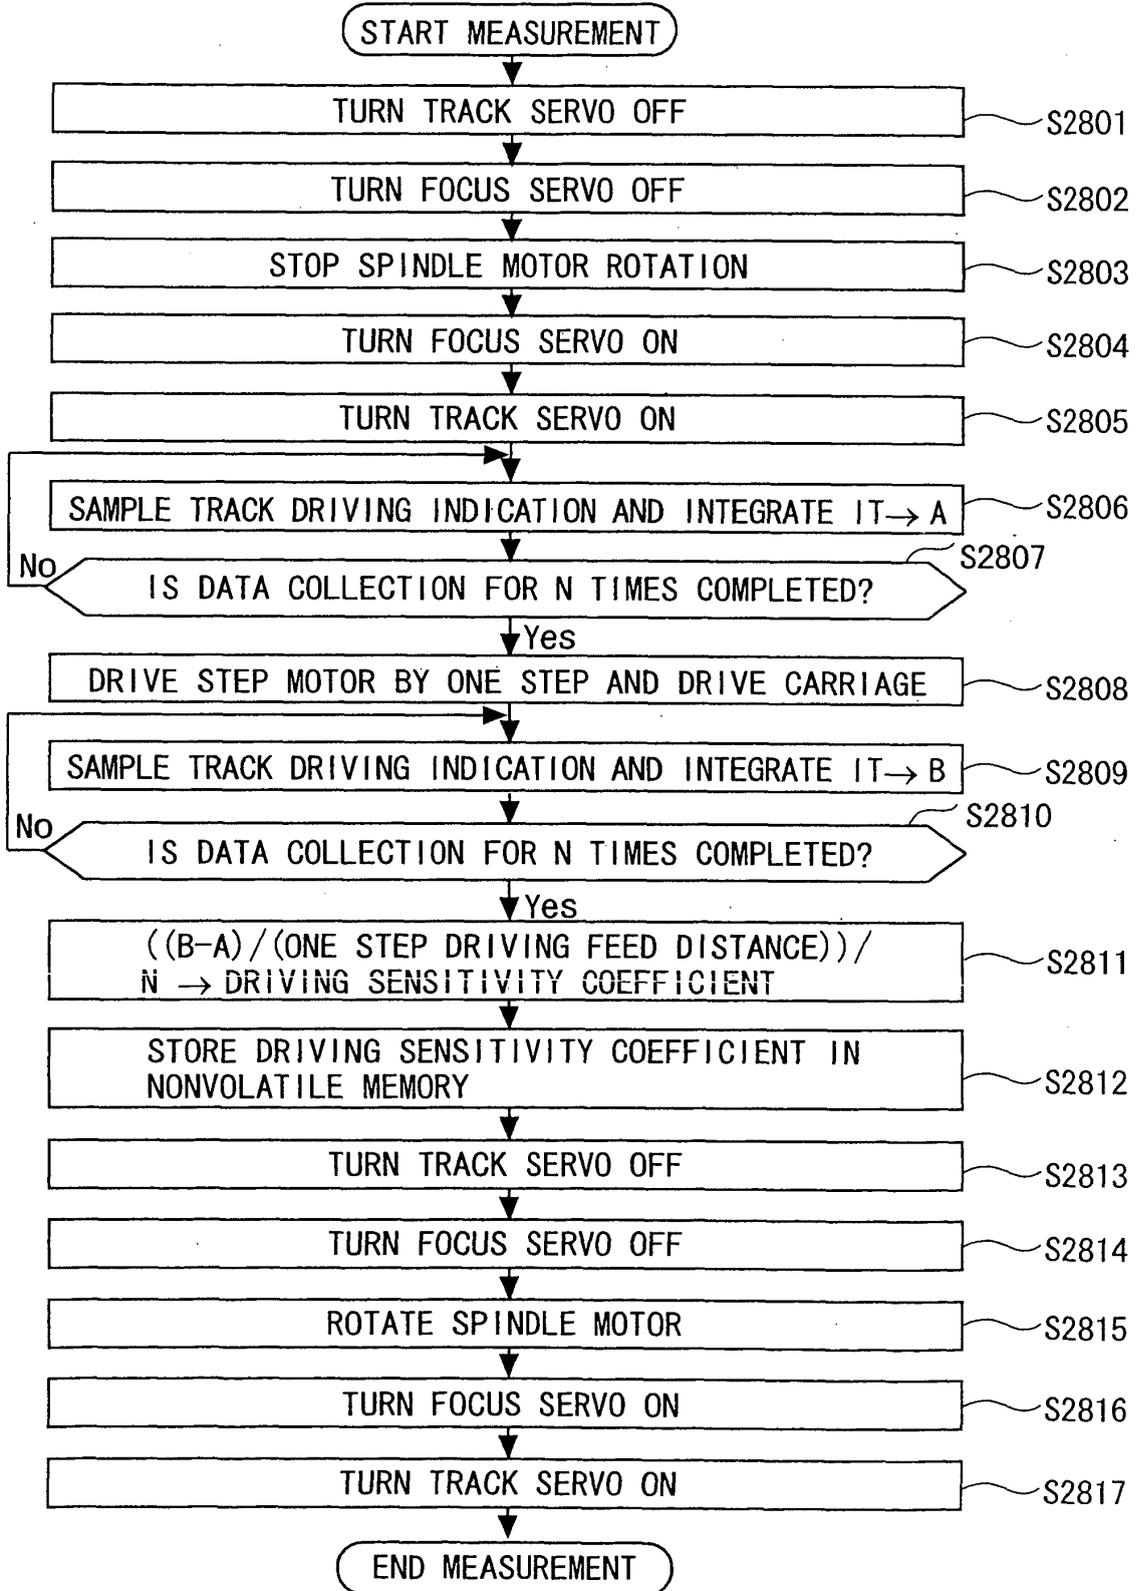 START MEASUREMENT
TURN TRACK SERVO OFF
S2801
TURN FOCUS SERVO OFF
S2802
STOP SPINDLE MOTOR ROTATION
S2803
TURN FOCUS SERVO ON
S2804
TURN TRACK SERVO ON
S2805
SAMPLE TRACK DRIVING INDICATION AND INTEGRATE IT→ A
S2806
No
IS DATA COLLECTION FOR N TIMES COMPLETED?
S2807
Yes
DRIVE STEP MOTOR BY ONE STEP AND DRIVE CARRIAGE
S2808
SAMPLE TRACK DRIVING INDICATION AND INTEGRATE IT→ B
S2809
No
IS DATA COLLECTION FOR N TIMES COMPLETED?
S2810
Yes
((B-A)/(ONE STEP DRIVING FEED DISTANCE))/
N → DRIVING SENSITIVITY COEFFICIENT
S2811
STORE DRIVING SENSITIVITY COEFFICIENT IN
NONVOLATILE MEMORY
S2812
TURN TRACK SERVO OFF
S2813
TURN FOCUS SERVO OFF
S2814
ROTATE SPINDLE MOTOR
S2815
TURN FOCUS SERVO ON
S2816
TURN TRACK SERVO ON
S2817
END MEASUREMENT